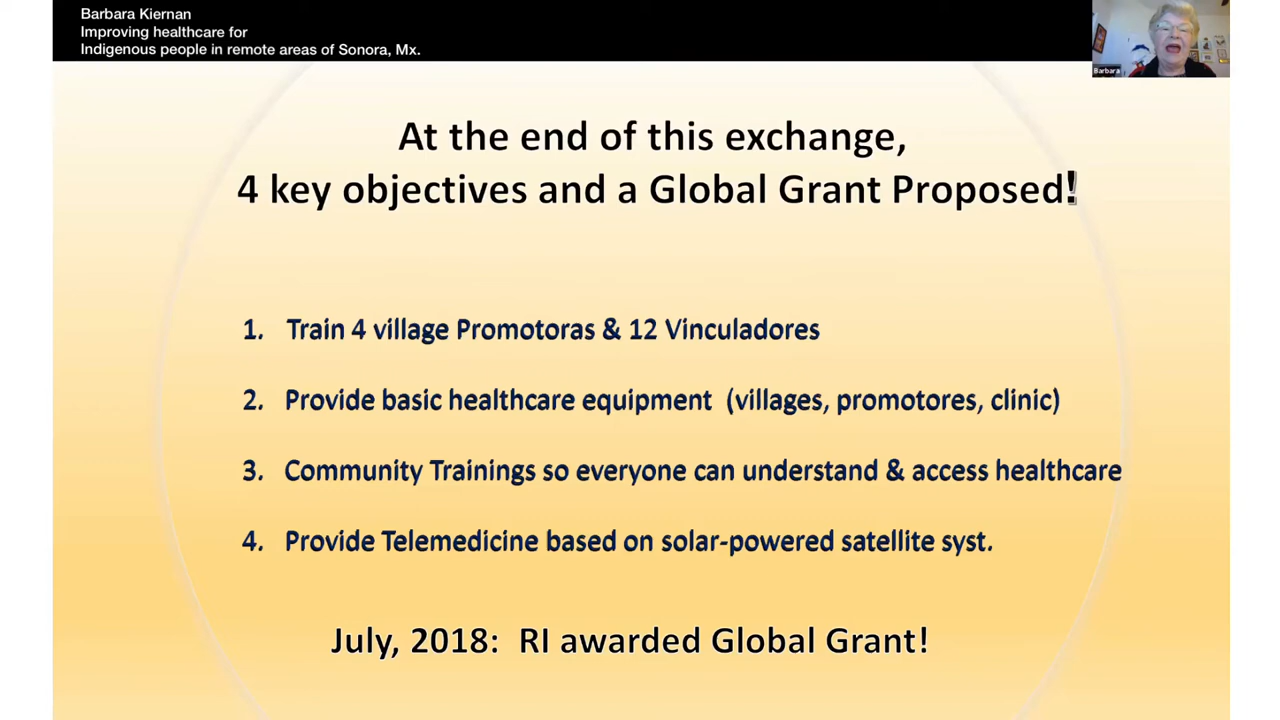 Barbara Kiernan
Improving healthcare for
Indigenous people in remote areas of Sonora, Mx.
Barbara
At the end of this exchange,
4 key objectives and a Global Grant Proposed!
1. Train 4 village Promotoras & 12 Vinculadores
2. Provide basic healthcare equipment (villages, promotores, clinic)
3. Community Trainings so everyone can understand & access healthcare
4. Provide Telemedicine based on solar-powered satellite syst.
July, 2018: RI awarded Global Grant!